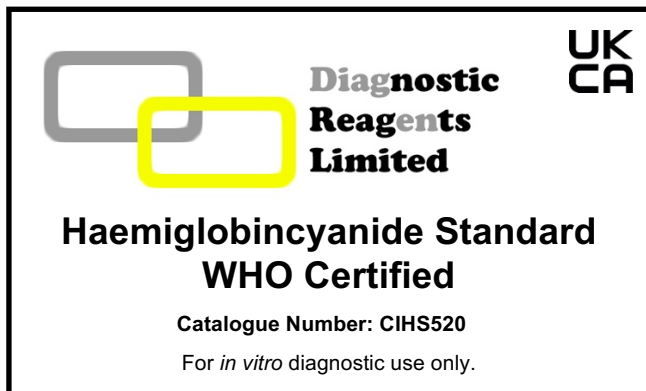 UK
CA
Diagnostic
Reagents
Limited
Haemiglobincyanide Standard
WHO Certified
Catalogue Number: CIHS520
For in vitro diagnostic use only.